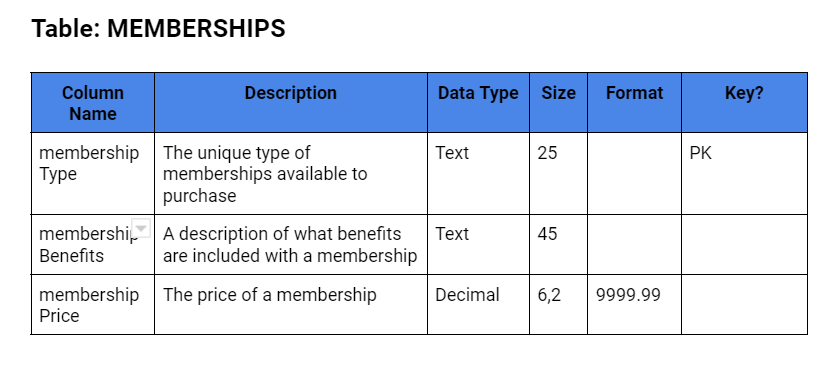 Table: MEMBERSHIPS
Column Name Description Data Type Size Format Key?
membership Type The unique type of memberships available to purchase Text 25 PK
membership Benefits A description of what benefits are included with a membership Text 45
membership Price The price of a membership Decimal 6,2 9999.99